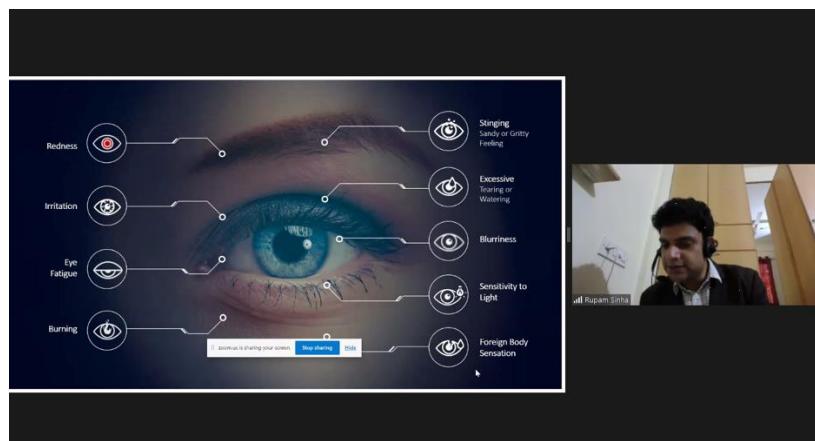 Redness
Irritation
Eye
Fatigue
Burning
Stinging
Sandy or Gritty
Feeling
Excessive
Tearing or
Watering
Blurriness
Sensitivity to
Light
Foreign Body
Sensation
zoom.us is sharing your screen. Stop sharing Hide
Rupam Sinha